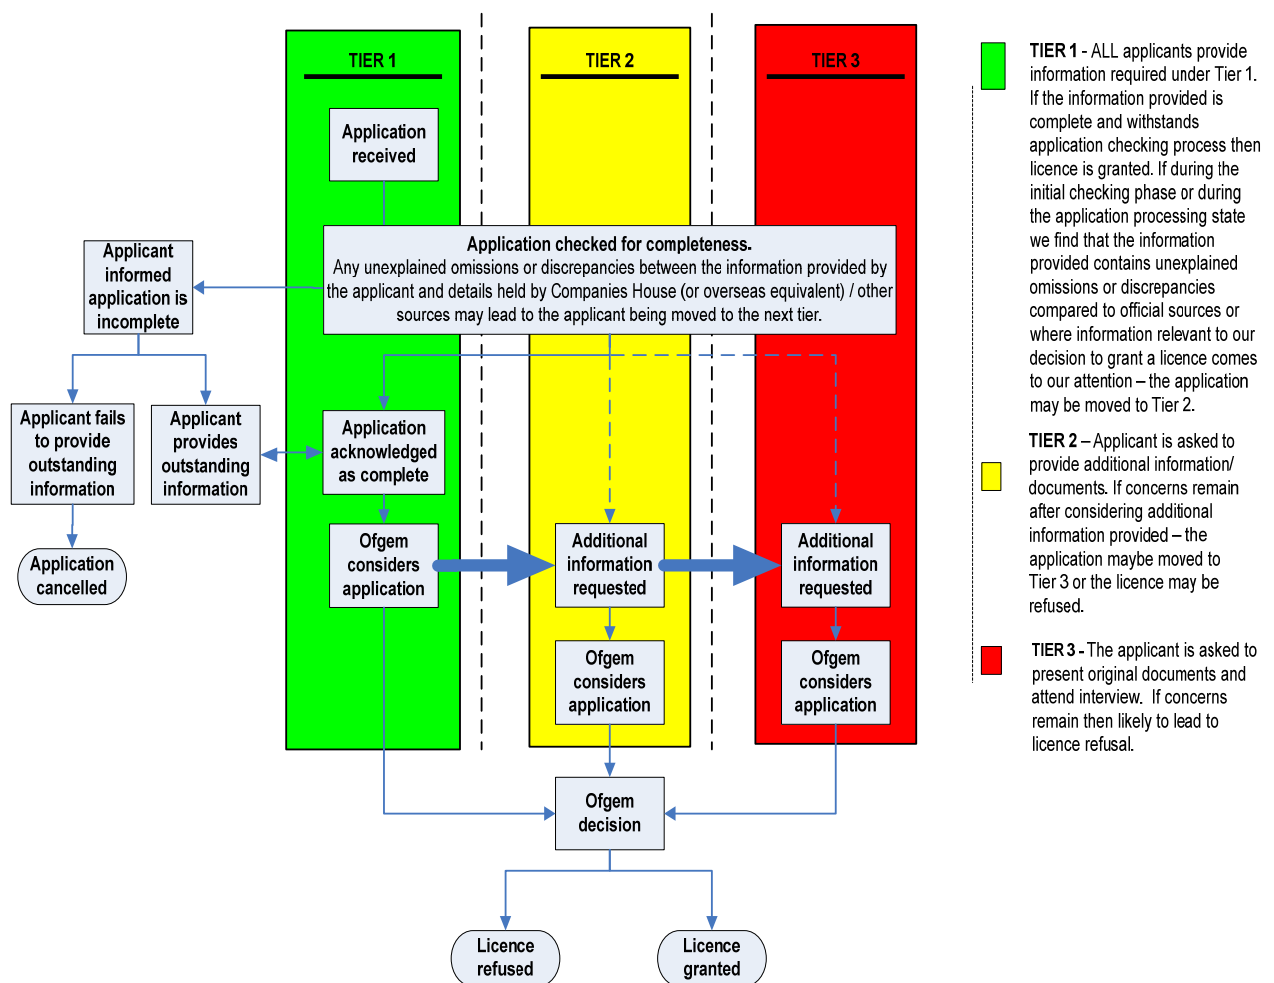 TIER 1
TIER 2
TIER 3
Application
received
Application checked for completeness.
Any unexplained omissions or discrepancies between the information provided by
the applicant and details held by Companies House (or overseas equivalent) / other
sources may lead to the applicant being moved to the next tier.
Applicant
informed
application is
incomplete
Applicant fails
to provide
outstanding
information
Applicant
provides
outstanding
information
Application
acknowledged
as complete
Application
cancelled
Ofgem
considers
application
Additional
information
requested
Additional
information
requested
Ofgem
considers
application
Ofgem
considers
application
Ofgem
decision
Licence
refused
Licence
granted
TIER 1 - ALL applicants provide
information required under Tier 1.
If the information provided is
complete and withstands
application checking process then
licence is granted. If during the
initial checking phase or during
the application processing state
we find that the information
provided contains unexplained
omissions or discrepancies
compared to official sources or
where information relevant to our
decision to grant a licence comes
to our attention – the application
may be moved to Tier 2.
TIER 2 – Applicant is asked to
provide additional information/
documents. If concerns remain
after considering additional
information provided – the
application maybe moved to
Tier 3 or the licence may be
refused.
TIER 3 - The applicant is asked to
present original documents and
attend interview.  If concerns
remain then likely to lead to
licence refusal.